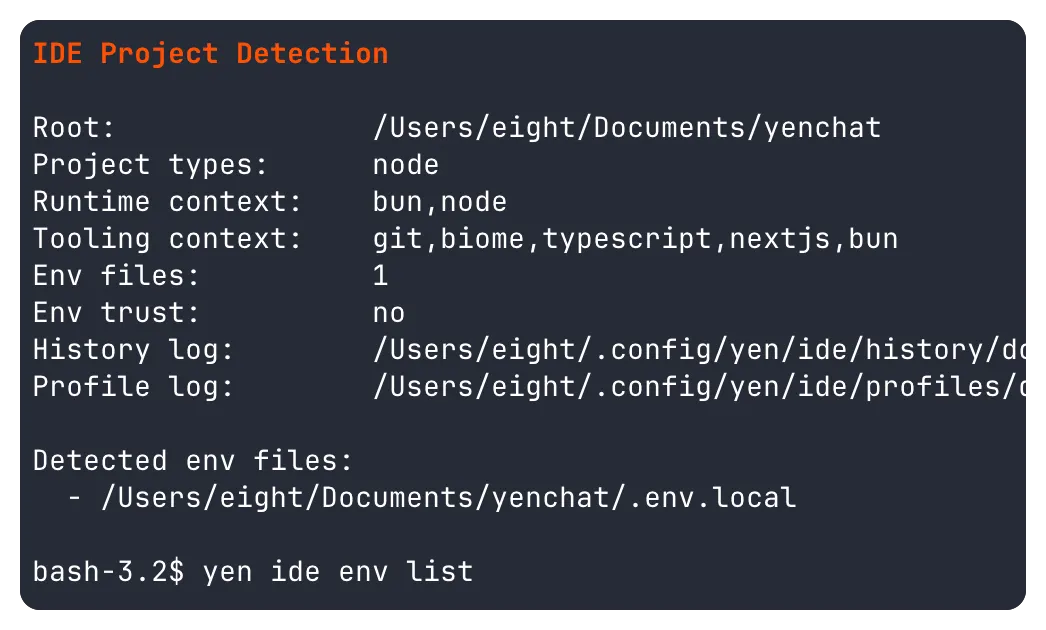 IDE Project Detection
Root: /Users/eight/Documents/yenchat
Project types: node
Runtime context: bun,node
Tooling context: git,biome,typescript,nextjs,bun
Env files: 1
Env trust: no
History log: /Users/eight/.config/yen/ide/history/
Profile log: /Users/eight/.config/yen/ide/profiles/
Detected env files:
- /Users/eight/Documents/yenchat/.env.local
bash-3.2$ yen ide env list